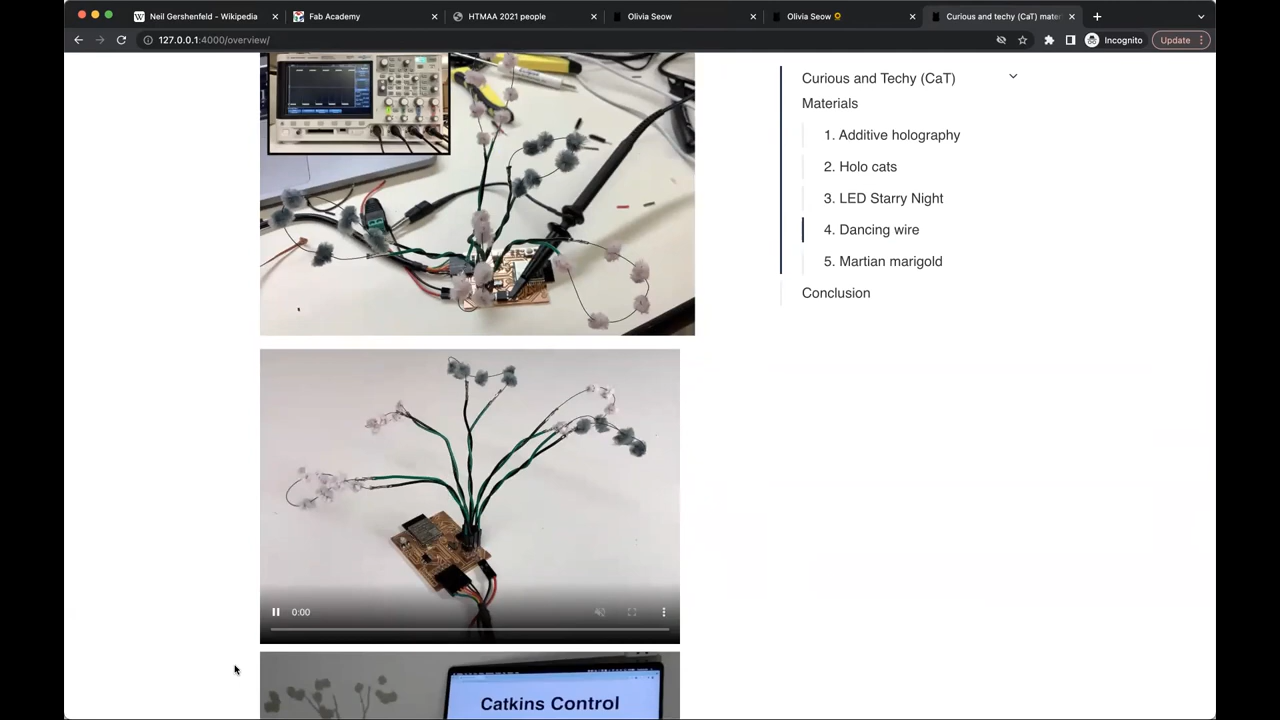 Neil Gershenfeld - Wikipedia
Fab Academy
HTMAA 2021 people
Olivia Seow
Olivia Seow
Curious and techy (CaT) mater
127.0.0.1:4000/overview/
Incognito
Update
Curious and Techy (CaT)
Materials
1. Additive holography
2. Holo cats
3. LED Starry Night
4. Dancing wire
5. Martian marigold
Conclusion
0:00
Catkins Control